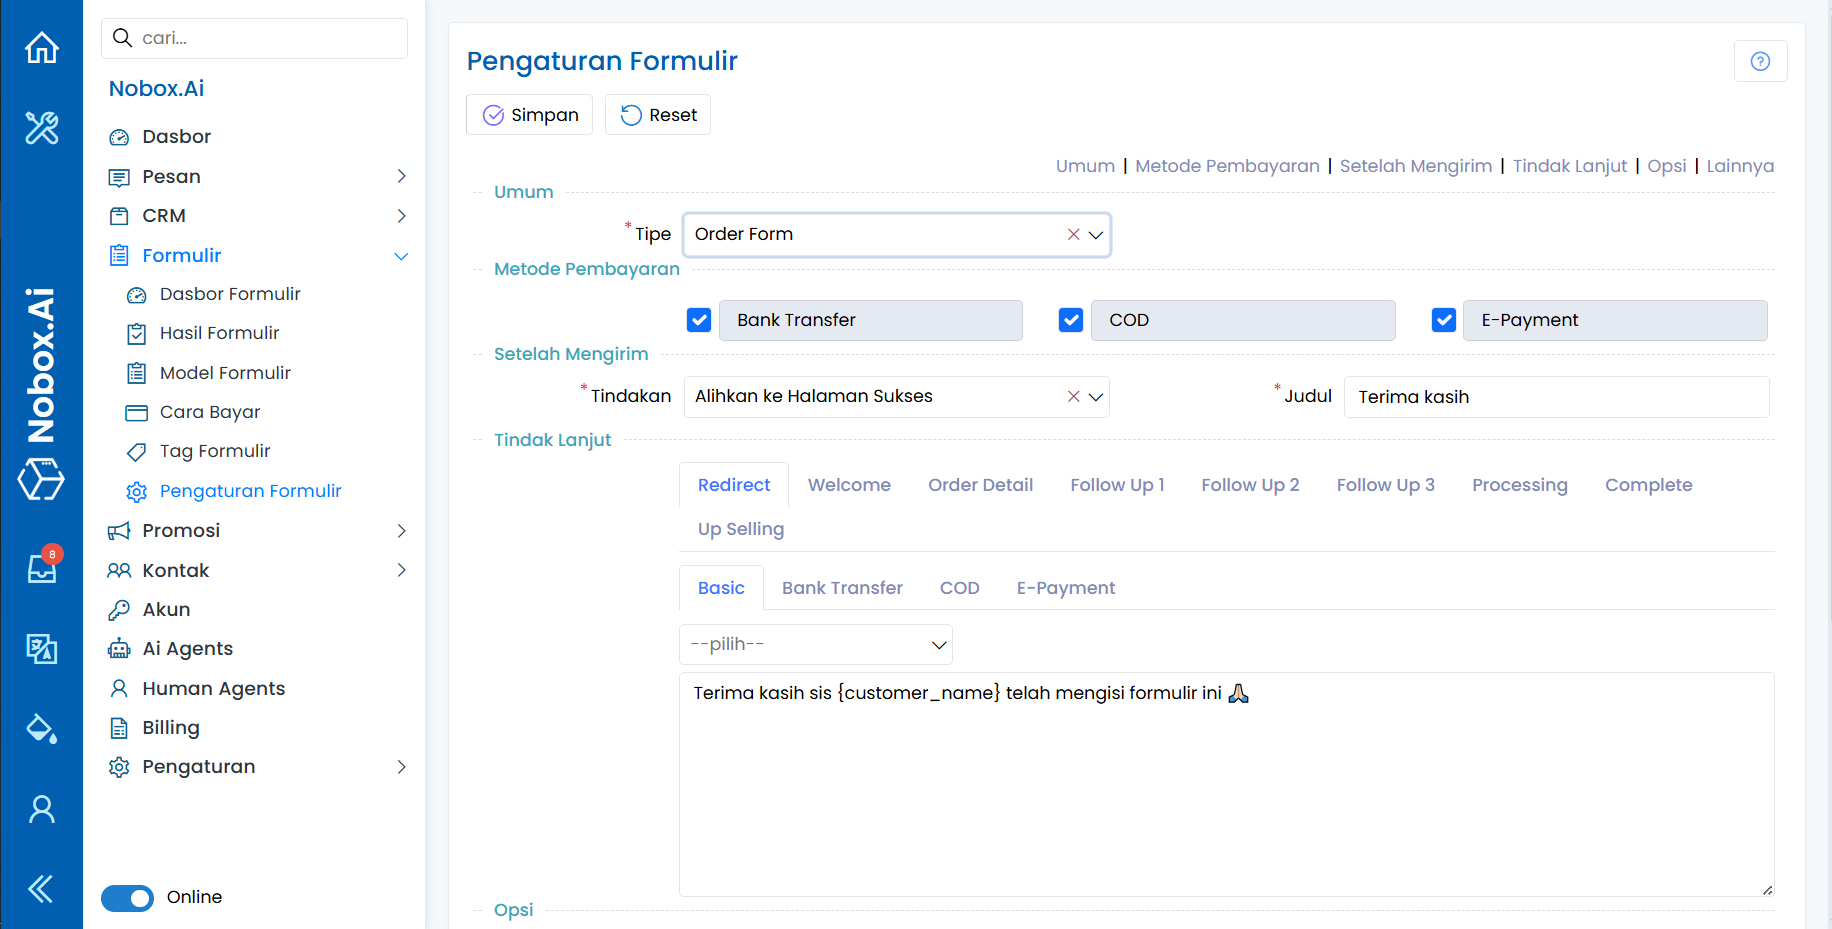 cari...
Nobox.Ai
Dasbor
Pesan
CRM
Formulir
Dasbor Formulir
Hasil Formulir
Model Formulir
Cara Bayar
Tag Formulir
Pengaturan Formulir
Promosi
Kontak
Akun
Ai Agents
Human Agents
Billing
Pengaturan
Online
Nobox.Ai
8
Pengaturan Formulir
Simpan Reset
Umum | Metode Pembayaran | Setelah Mengirim | Tindak Lanjut | Opsi | Lainnya
Umum
* Tipe Order Form
Metode Pembayaran
Bank Transfer COD E-Payment
Setelah Mengirim
* Tindakan Alihkan ke Halaman Sukses * Judul Terima kasih
Tindak Lanjut
Redirect Welcome Order Detail Follow Up 1 Follow Up 2 Follow Up 3 Processing Complete
Up Selling
Basic Bank Transfer COD E-Payment
--pilih--
Terima kasih sis {customer_name} telah mengisi formulir ini 🙏🏻
Opsi